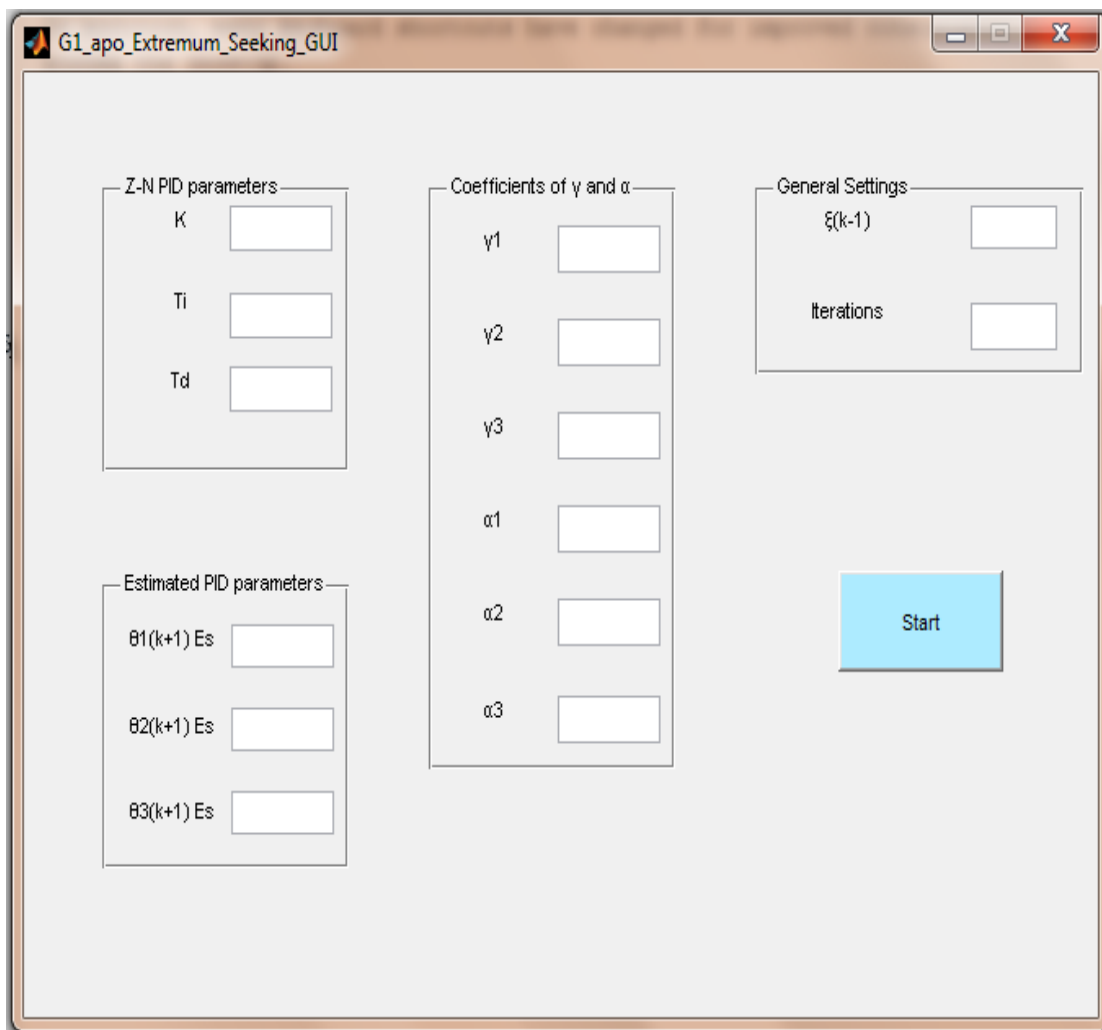 G1_apo_Extremum_Seeking_GUI
Z-N PID parameters
K
Ti
Td
Estimated PID parameters
θ1(k+1) Es
θ2(k+1) Es
θ3(k+1) Es
Coefficients of γ and α
γ1
γ2
γ3
α1
α2
α3
General Settings
ξ(k-1)
Iterations
Start